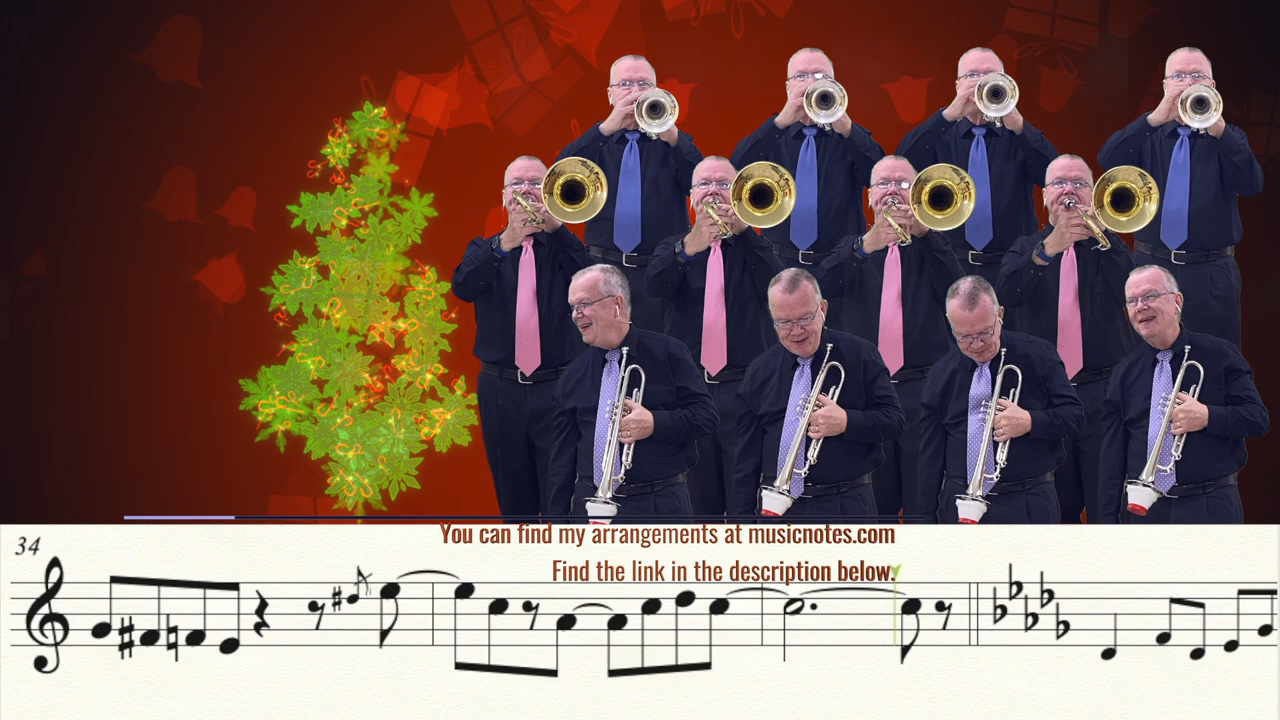 You can find my arrangements at musicnotes.com
Find the link in the description below.
34